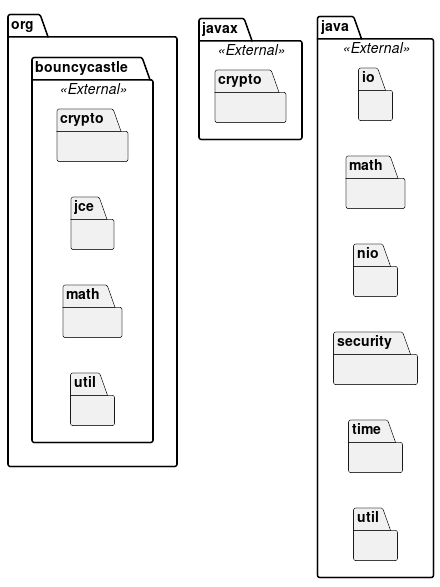 org
bouncycastle
«External»
crypto
jce
math
util
javax
«External»
crypto
java
«External»
io
math
nio
security
time
util